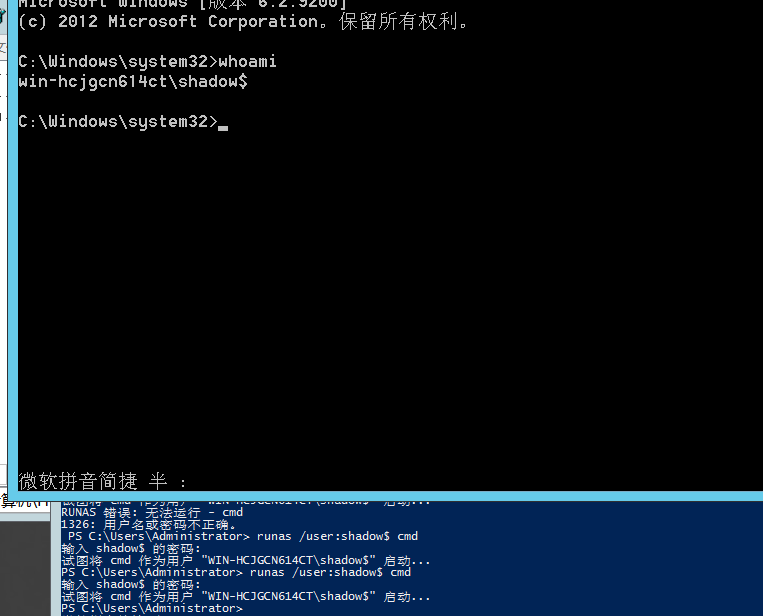 Microsoft Windows [版本 6.2.9200]
(c) 2012 Microsoft Corporation。保留所有权利。
C:\Windows\system32>whoami
win-hcjgcn614ct\shadow$
C:\Windows\system32>
微软拼音简捷 半 :
试图将 cmd 作为用户 "WIN-HCJGCN614CT\shadow$" 启动...
RUNAS 错误: 无法运行 - cmd
1326: 用户名或密码不正确。
PS C:\Users\Administrator> runas /user:shadow$ cmd
输入 shadow$ 的密码:
试图将 cmd 作为用户 "WIN-HCJGCN614CT\shadow$" 启动...
PS C:\Users\Administrator> runas /user:shadow$ cmd
输入 shadow$ 的密码:
试图将 cmd 作为用户 "WIN-HCJGCN614CT\shadow$" 启动...
PS C:\Users\Administrator>